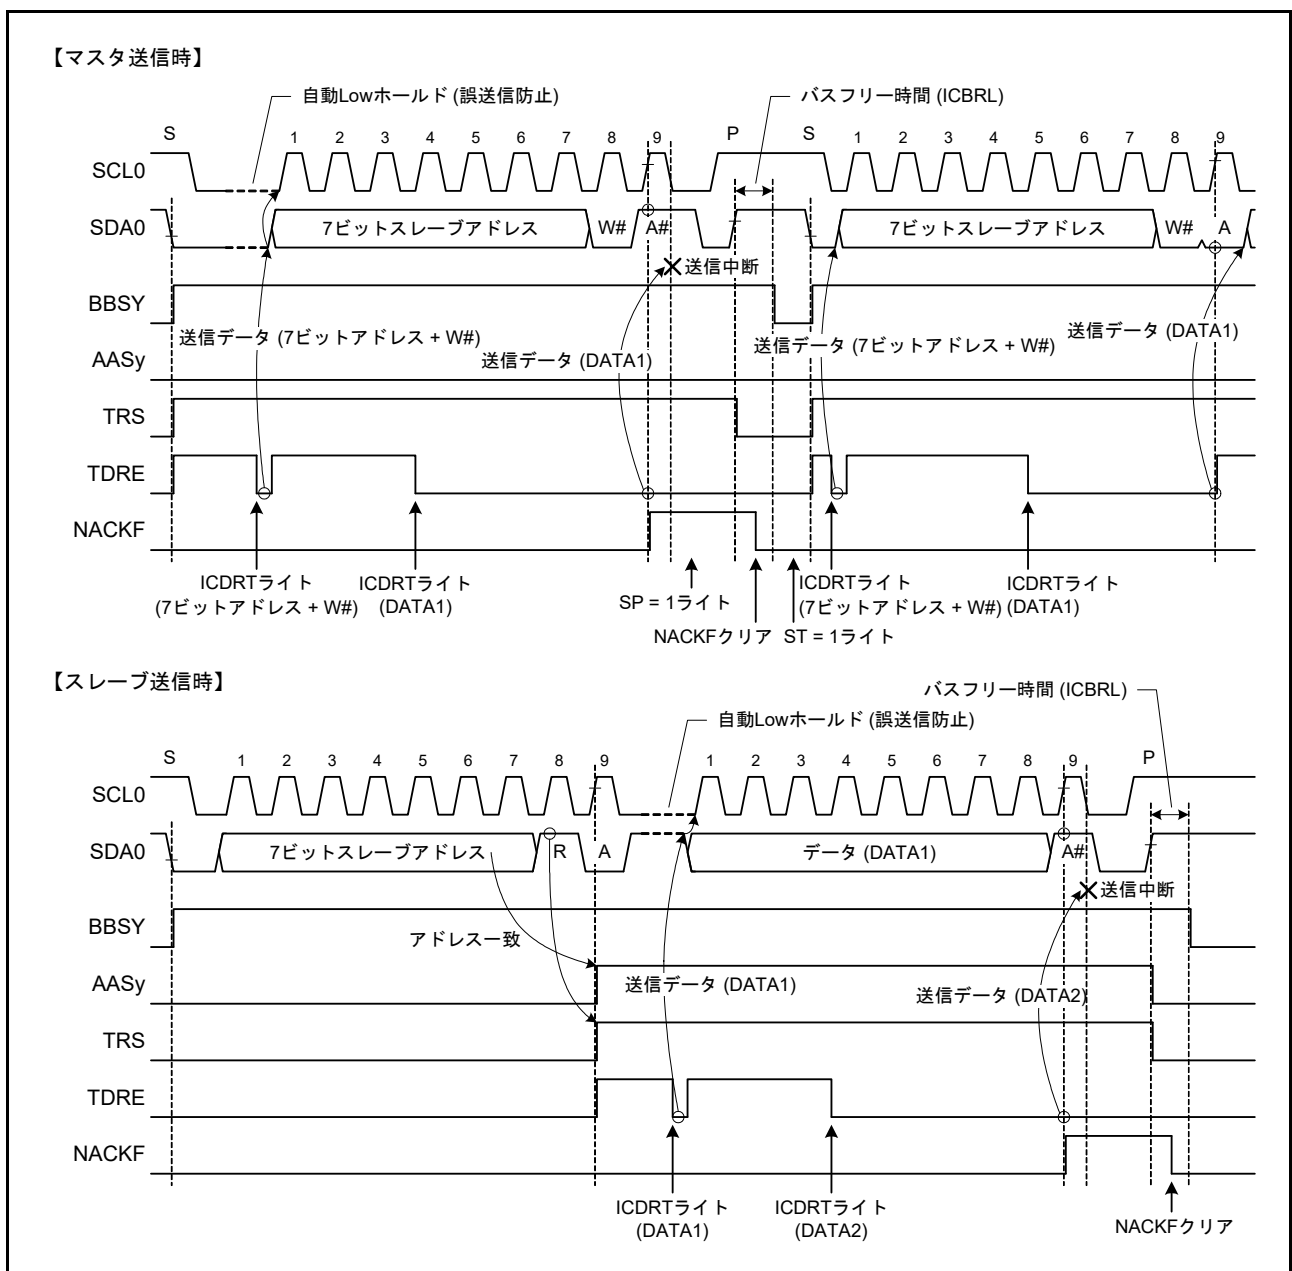 【マスタ送信時】
自動Lowホールド (誤送信防止)
バスフリー時間 (ICBRL)
S 1 2 3 4 5 6 7 8 9 P S 1 2 3 4 5 6 7 8 9
SCL0
SDA0 7ビットスレーブアドレス W# A# 7ビットスレーブアドレス W# A
送信中断
BBSY
送信データ (7ビットアドレス + W#) 送信データ (DATA1) 送信データ (7ビットアドレス + W#) 送信データ (DATA1)
AASy
TRS
TDRE
NACKF
ICDRTライト
(7ビットアドレス + W#)
ICDRTライト
(DATA1)
SP = 1ライト
NACKFクリア
ST = 1ライト
ICDRTライト
(7ビットアドレス + W#)
ICDRTライト
(DATA1)
【スレーブ送信時】
バスフリー時間 (ICBRL)
自動Lowホールド (誤送信防止)
S 1 2 3 4 5 6 7 8 9 1 2 3 4 5 6 7 8 9 P
SCL0
SDA0 7ビットスレーブアドレス R A データ (DATA1) A#
送信中断
BBSY
アドレス一致
AASy 送信データ (DATA1) 送信データ (DATA2)
TRS
TDRE
NACKF
ICDRTライト
(DATA1)
ICDRTライト
(DATA2)
NACKFクリア